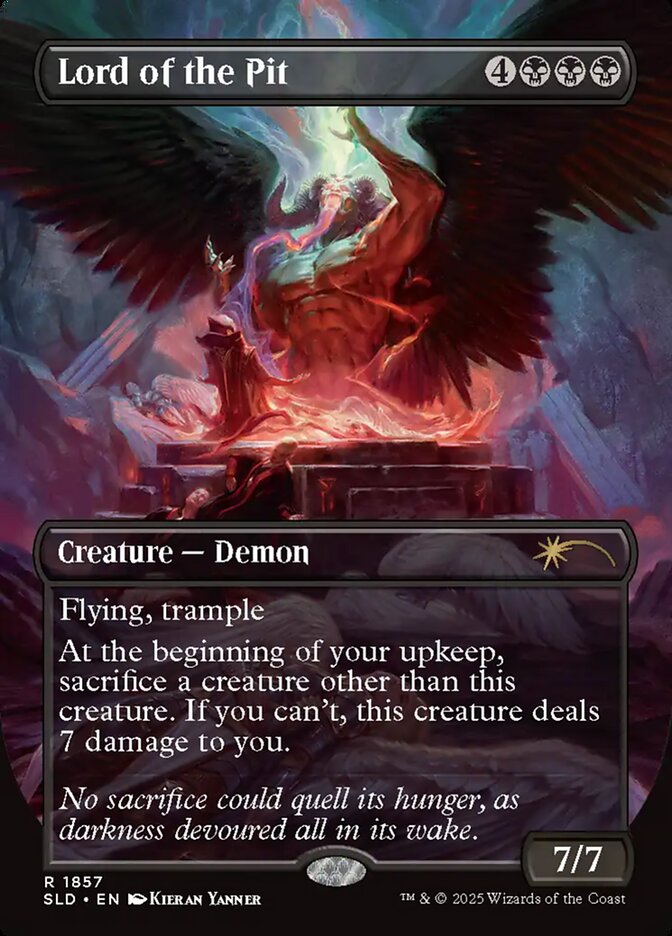 Lord of the Pit 4
Creature — Demon
Flying, trample
At the beginning of your upkeep,
sacrifice a creature other than this
creature. If you can't, this creature deals
7 damage to you.
No sacrifice could quell its hunger, as
darkness devoured all in its wake.
7/7
R 1857
SLD • EN Kieran Yanner
™ & © 2025 Wizards of the Coast